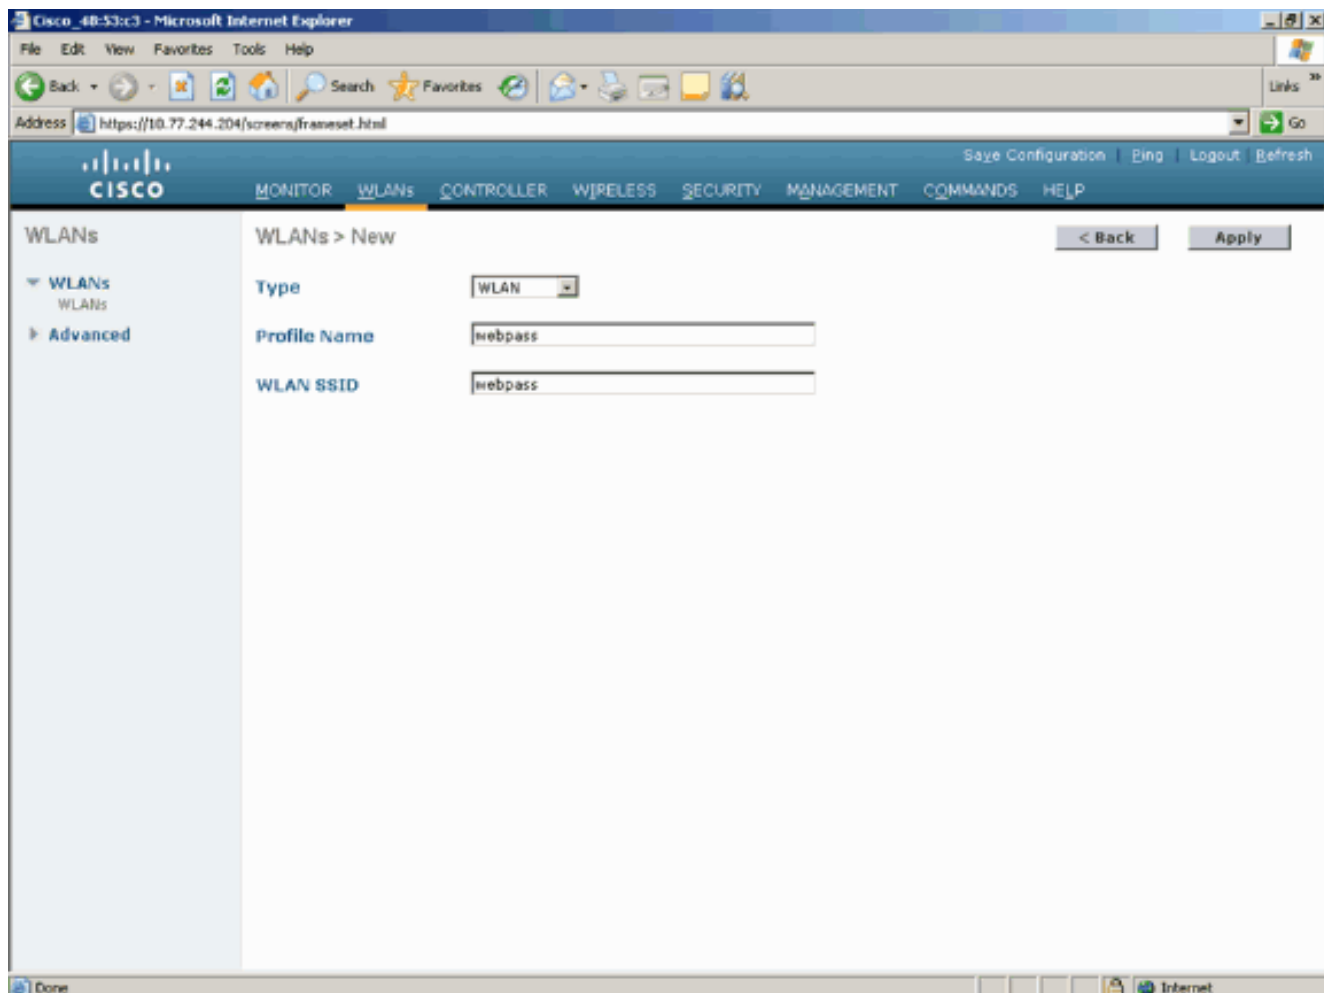 Cisco_48:53:c3 - Microsoft Internet Explorer
File Edit View Favorites Tools Help
Back Search Favorites Links »
Address https://10.77.244.204/screens/frameset.html Go
Save Configuration | Ping | Logout | Refresh
CISCO MONITOR WLANs CONTROLLER WIRELESS SECURITY MANAGEMENT COMMANDS HELP
WLANs
WLANs
WLANs
Advanced
WLANs > New < Back Apply
Type WLAN
Profile Name webpass
WLAN SSID webpass
Done Internet